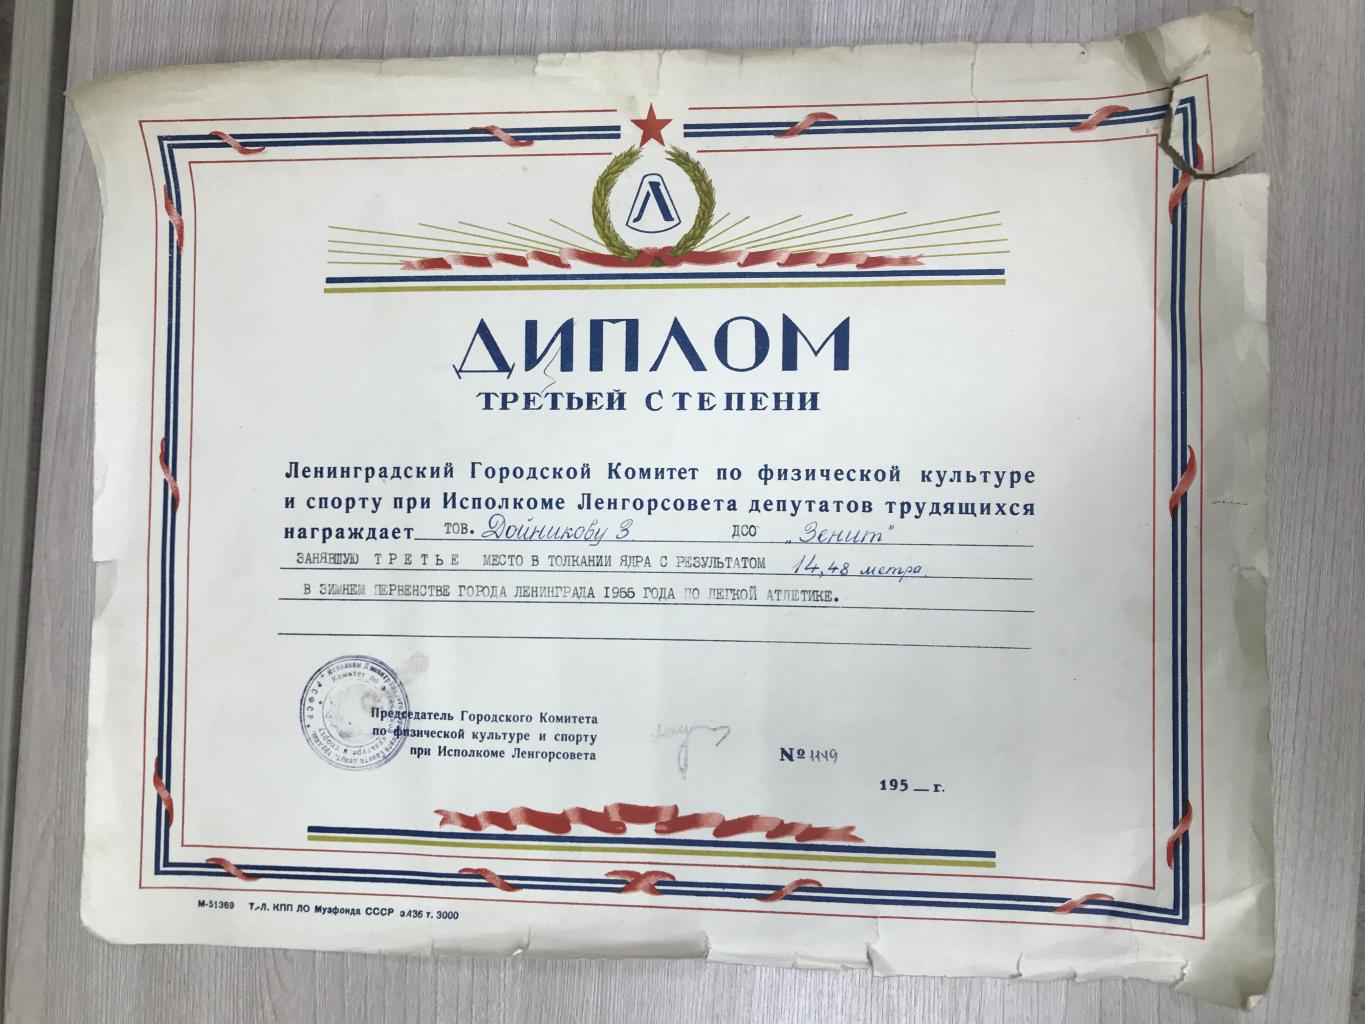 Л
ДИПЛОМ
ТРЕТЬЕЙ СТЕПЕНИ
Ленинградский Городской Комитет по физической культуре
и спорту при Исполкоме Ленгорсовета депутатов трудящихся
награждает тов. Дойникову З. ДСО „Зенит"
ЗАНЯВШУЮ ТРЕТЬЕ МЕСТО В ТОЛКАНИИ ЯДРА С РЕЗУЛЬТАТОМ 14,48 метра
В ЗИМНЕМ ПЕРВЕНСТВЕ ГОРОДА ЛЕНИНГРАДА 1955 ГОДА ПО ЛЕГКОЙ АТЛЕТИКЕ.
Председатель Городского Комитета
по физической культуре и спорту
при Исполкоме Ленгорсовета
№
195 — г.
М-51369 Т.-Л. КПП ЛО Музфонда СССР з.436 т. 3000